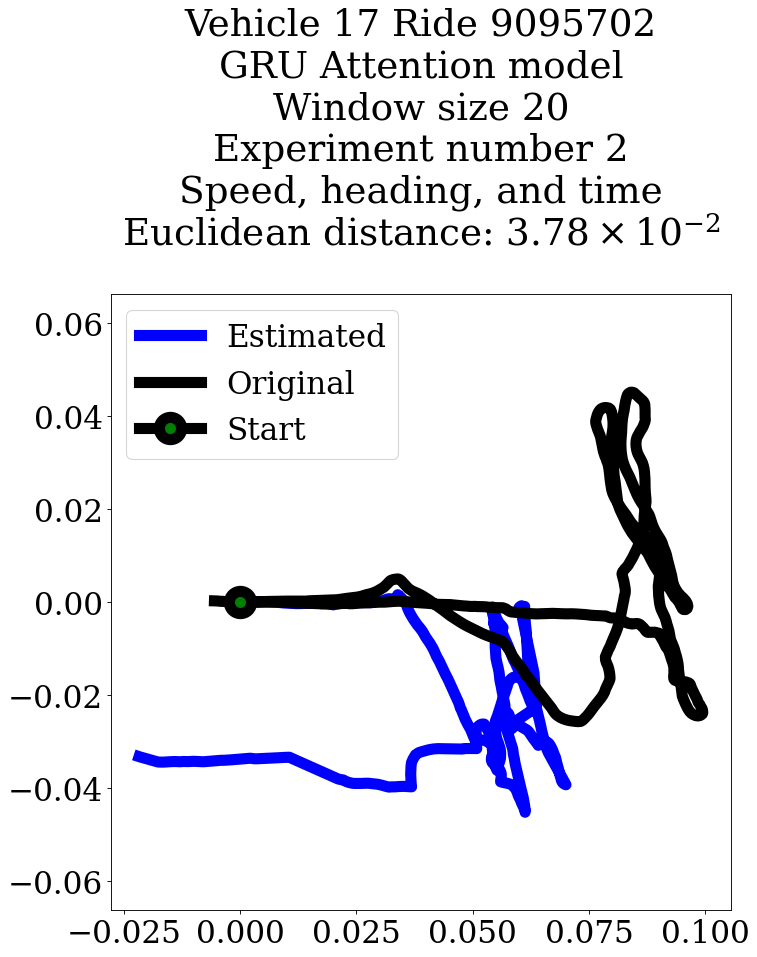 Vehicle 17 Ride 9095702
GRU Attention model
Window size 20
Experiment number 2
Speed, heading, and time
Euclidean distance: 3.78 × 10⁻²
Estimated
Original
Start
0.06
0.04
0.02
0.00
−0.02
−0.04
−0.06
−0.025 0.000 0.025 0.050 0.075 0.100